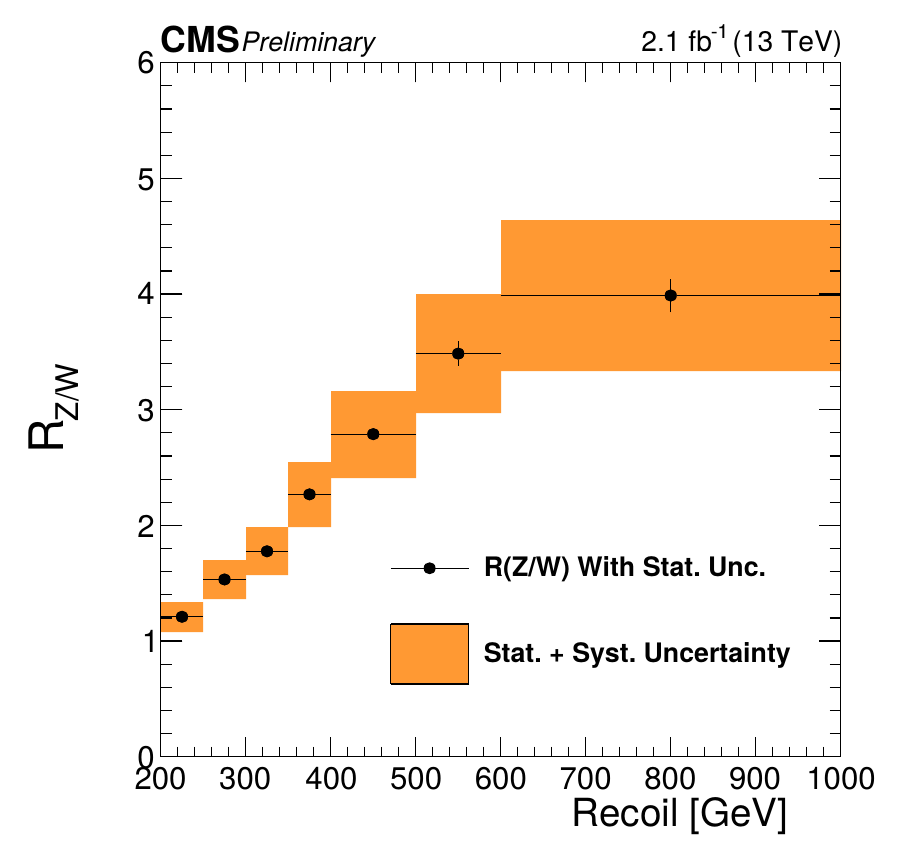 CMS Preliminary 2.1 fb-1 (13 TeV)
6
5
4
3
2
1
0
RZ/W
R(Z/W) With Stat. Unc.
Stat. + Syst. Uncertainty
200 300 400 500 600 700 800 900 1000
Recoil [GeV]